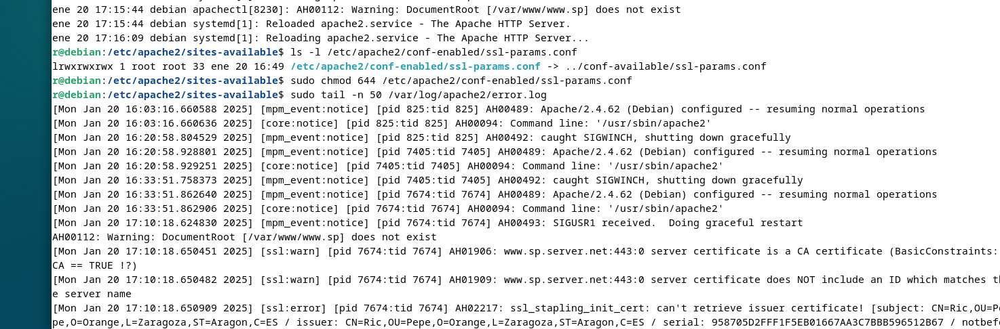 ene 20 17:15:44 debian apachectl[8230]: AH00112: Warning: DocumentRoot [/var/www/www.sp] does not exist
ene 20 17:15:44 debian systemd[1]: Reloaded apache2.service - The Apache HTTP Server.
ene 20 17:16:09 debian systemd[1]: Reloading apache2.service - The Apache HTTP Server...
r@debian:/etc/apache2/sites-available$ ls -l /etc/apache2/conf-enabled/ssl-params.conf
lrwxrwxrwx 1 root root 33 ene 20 16:49 /etc/apache2/conf-enabled/ssl-params.conf -> ../conf-available/ssl-params.conf
r@debian:/etc/apache2/sites-available$ sudo chmod 644 /etc/apache2/conf-enabled/ssl-params.conf
r@debian:/etc/apache2/sites-available$ sudo tail -n 50 /var/log/apache2/error.log
[Mon Jan 20 16:03:16.660588 2025] [mpm_event:notice] [pid 825:tid 825] AH00489: Apache/2.4.62 (Debian) configured -- resuming normal operations
[Mon Jan 20 16:03:16.660636 2025] [core:notice] [pid 825:tid 825] AH00094: Command line: '/usr/sbin/apache2'
[Mon Jan 20 16:20:58.804529 2025] [mpm_event:notice] [pid 825:tid 825] AH00492: caught SIGWINCH, shutting down gracefully
[Mon Jan 20 16:20:58.928801 2025] [mpm_event:notice] [pid 7405:tid 7405] AH00489: Apache/2.4.62 (Debian) configured -- resuming normal operations
[Mon Jan 20 16:20:58.929251 2025] [core:notice] [pid 7405:tid 7405] AH00094: Command line: '/usr/sbin/apache2'
[Mon Jan 20 16:33:51.758373 2025] [mpm_event:notice] [pid 7405:tid 7405] AH00492: caught SIGWINCH, shutting down gracefully
[Mon Jan 20 16:33:51.862640 2025] [mpm_event:notice] [pid 7674:tid 7674] AH00489: Apache/2.4.62 (Debian) configured -- resuming normal operations
[Mon Jan 20 16:33:51.862906 2025] [core:notice] [pid 7674:tid 7674] AH00094: Command line: '/usr/sbin/apache2'
[Mon Jan 20 17:10:18.624830 2025] [mpm_event:notice] [pid 7674:tid 7674] AH00493: SIGUSR1 received.  Doing graceful restart
AH00112: Warning: DocumentRoot [/var/www/www.sp] does not exist
[Mon Jan 20 17:10:18.650451 2025] [ssl:warn] [pid 7674:tid 7674] AH01906: www.sp.server.net:443:0 server certificate is a CA certificate (BasicConstraints:
CA == TRUE !?)
[Mon Jan 20 17:10:18.650482 2025] [ssl:warn] [pid 7674:tid 7674] AH01909: www.sp.server.net:443:0 server certificate does NOT include an ID which matches th
e server name
[Mon Jan 20 17:10:18.650909 2025] [ssl:error] [pid 7674:tid 7674] AH02217: ssl_stapling_init_cert: can't retrieve issuer certificate! [subject: CN=Ric,OU=Pe
pe,O=Orange,L=Zaragoza,ST=Aragon,C=ES / issuer: CN=Ric,OU=Pepe,O=Orange,L=Zaragoza,ST=Aragon,C=ES / serial: 958705D2FFF1F5EB01667AA3C7BBB596512B67 / notbefo